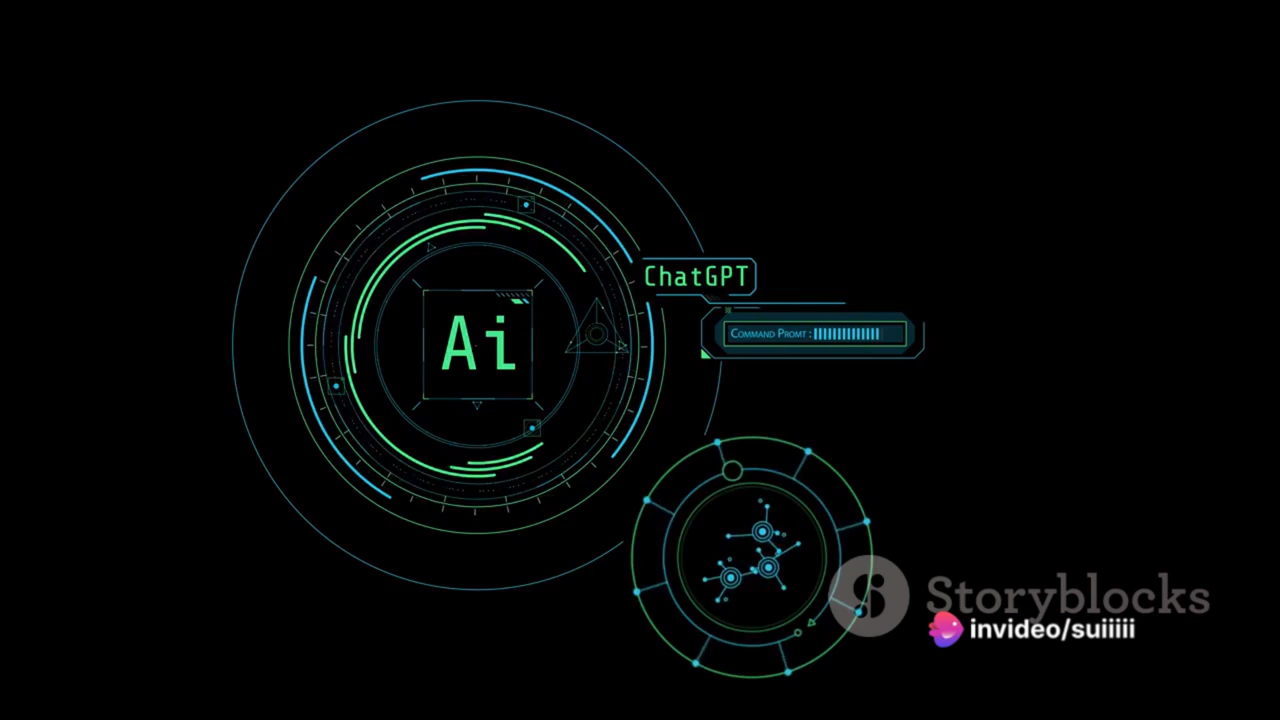 ChatGPT
Command Promt :
Ai
Storyblocks
invideo/suiiiii